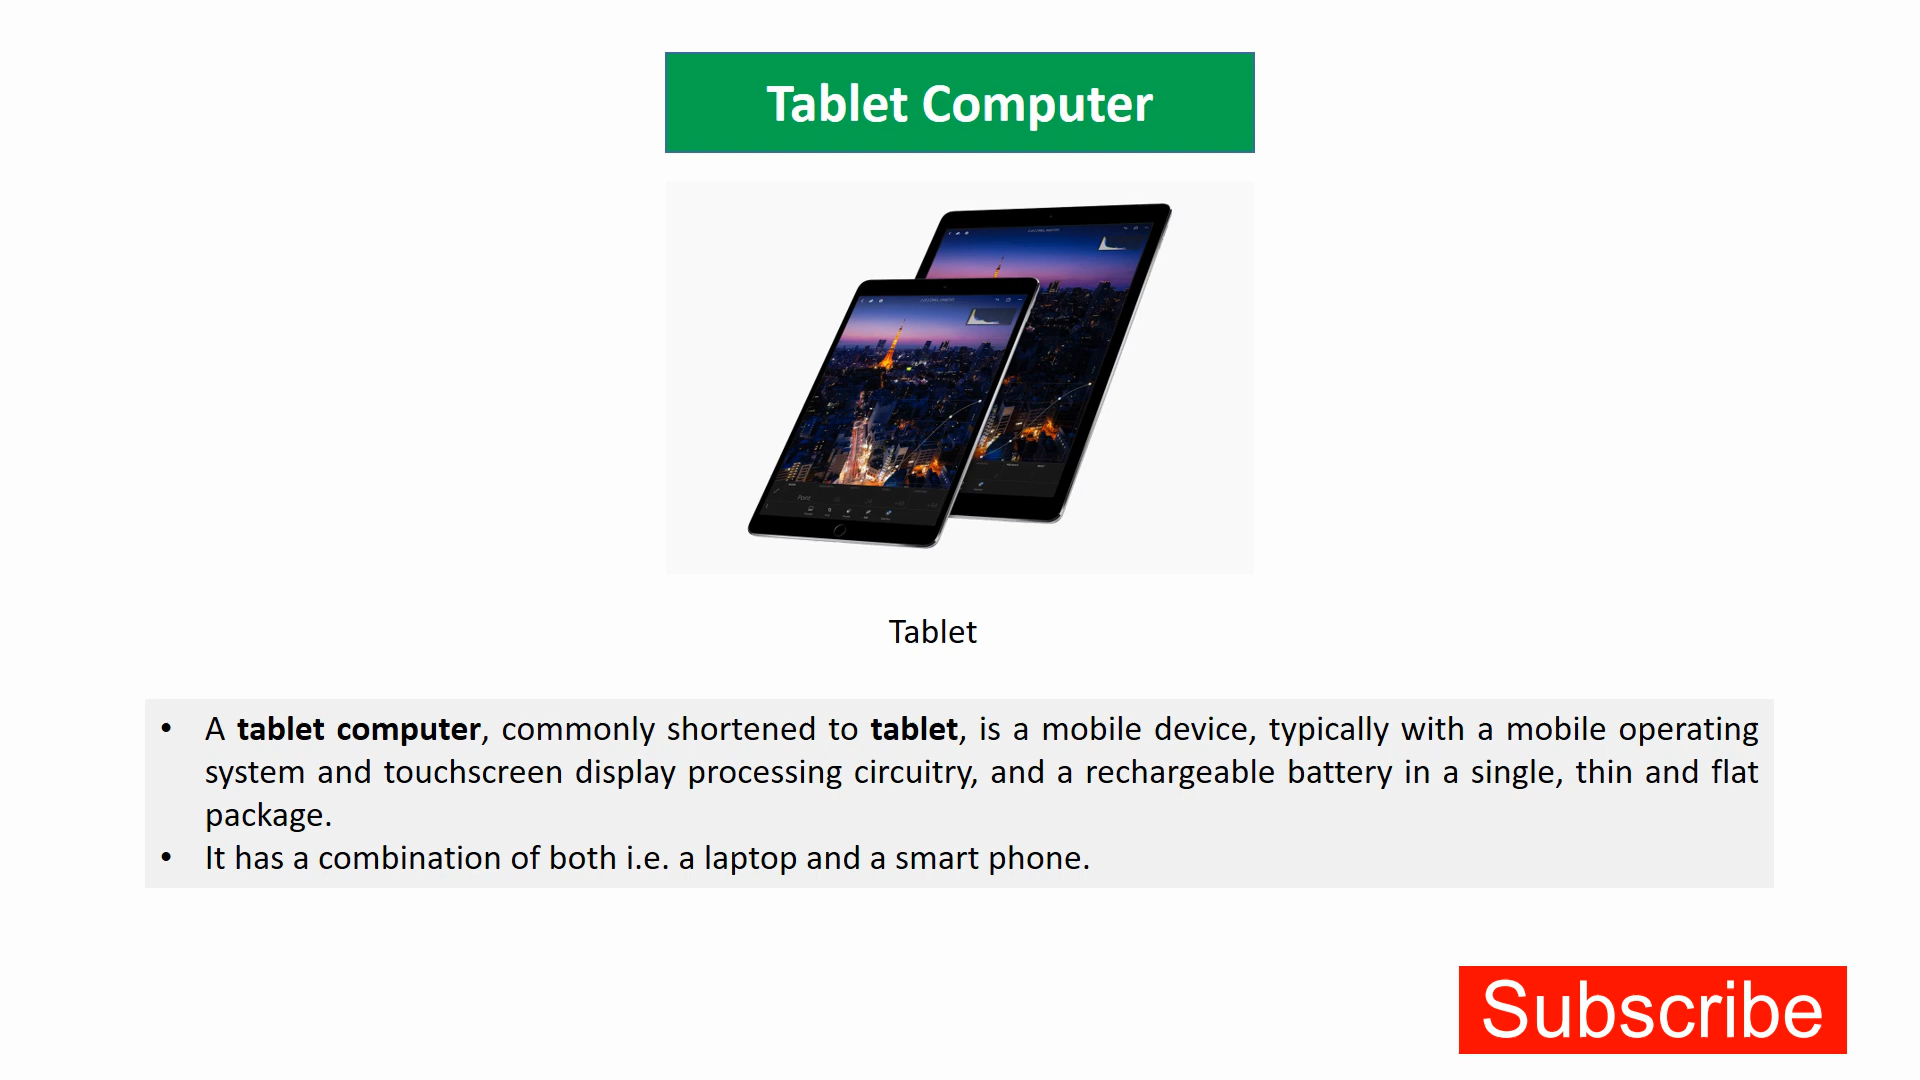 Tablet Computer
Point
Tablet
• A tablet computer, commonly shortened to tablet, is a mobile device, typically with a mobile operating
system and touchscreen display processing circuitry, and a rechargeable battery in a single, thin and flat
package.
• It has a combination of both i.e. a laptop and a smart phone.
Subscribe